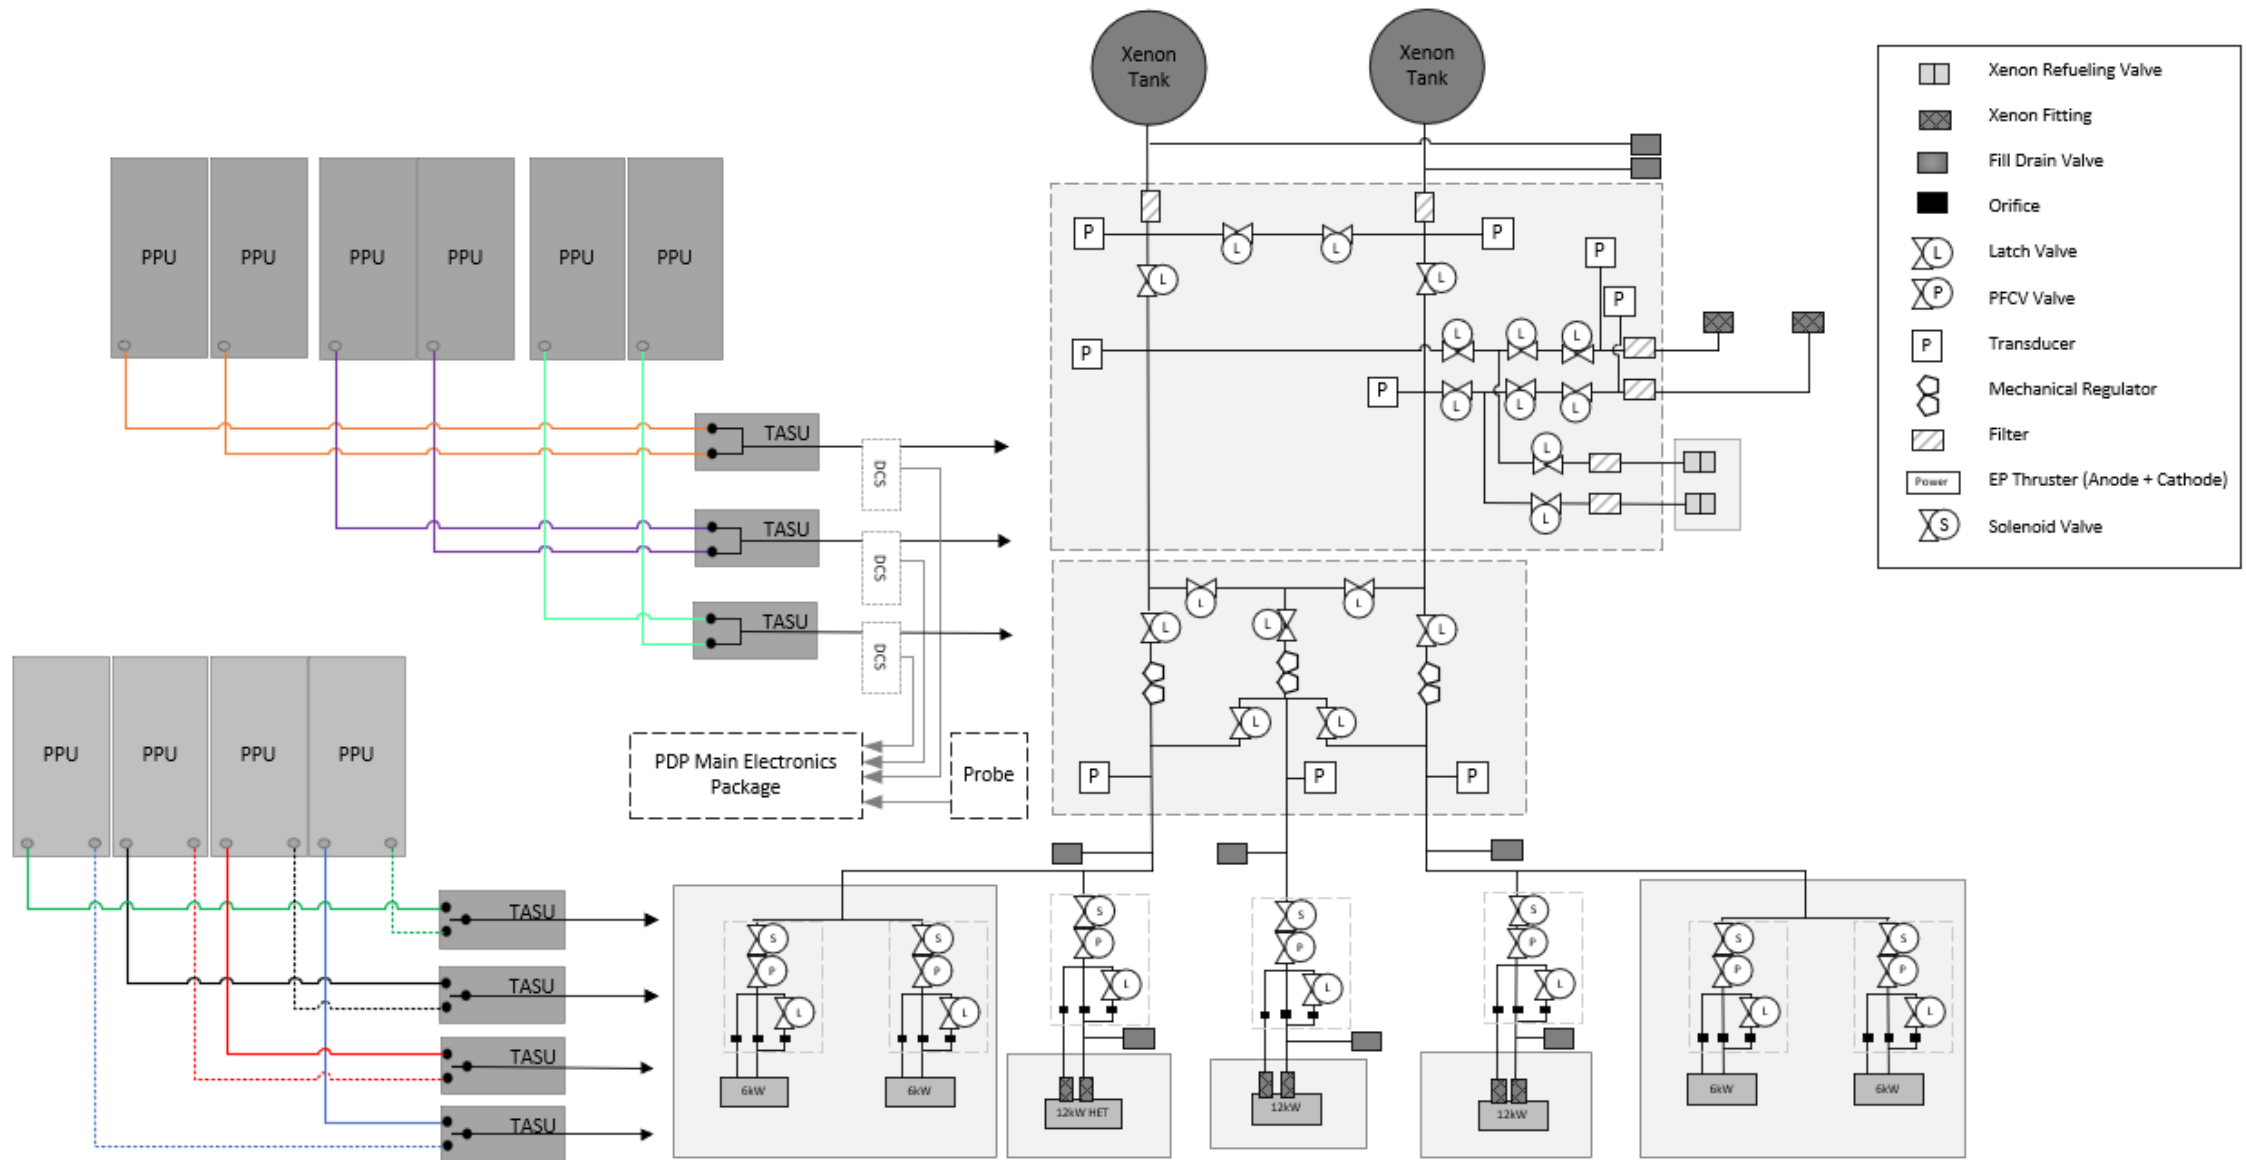 Xenon
Tank
Xenon
Tank
Xenon Refueling Valve
Xenon Fitting
Fill Drain Valve
Orifice
L
Latch Valve
P
PFCV Valve
P
Transducer
Mechanical Regulator
Filter
Power
EP Thruster (Anode + Cathode)
S
Solenoid Valve
PPU
PPU
PPU
PPU
PPU
PPU
TASU
DCS
TASU
DCS
TASU
DCS
P
L
L
P
L
L
P
P
P
L
L
L
P
L
L
L
L
L
L
L
L
L
L
L
L
P
P
P
PDP Main Electronics
Package
Probe
PPU
PPU
PPU
PPU
TASU
TASU
TASU
TASU
S
P
L
6kW
S
P
L
6kW
S
P
L
12kW HET
S
P
L
12kW
S
P
L
12kW
S
P
L
6kW
S
P
L
6kW